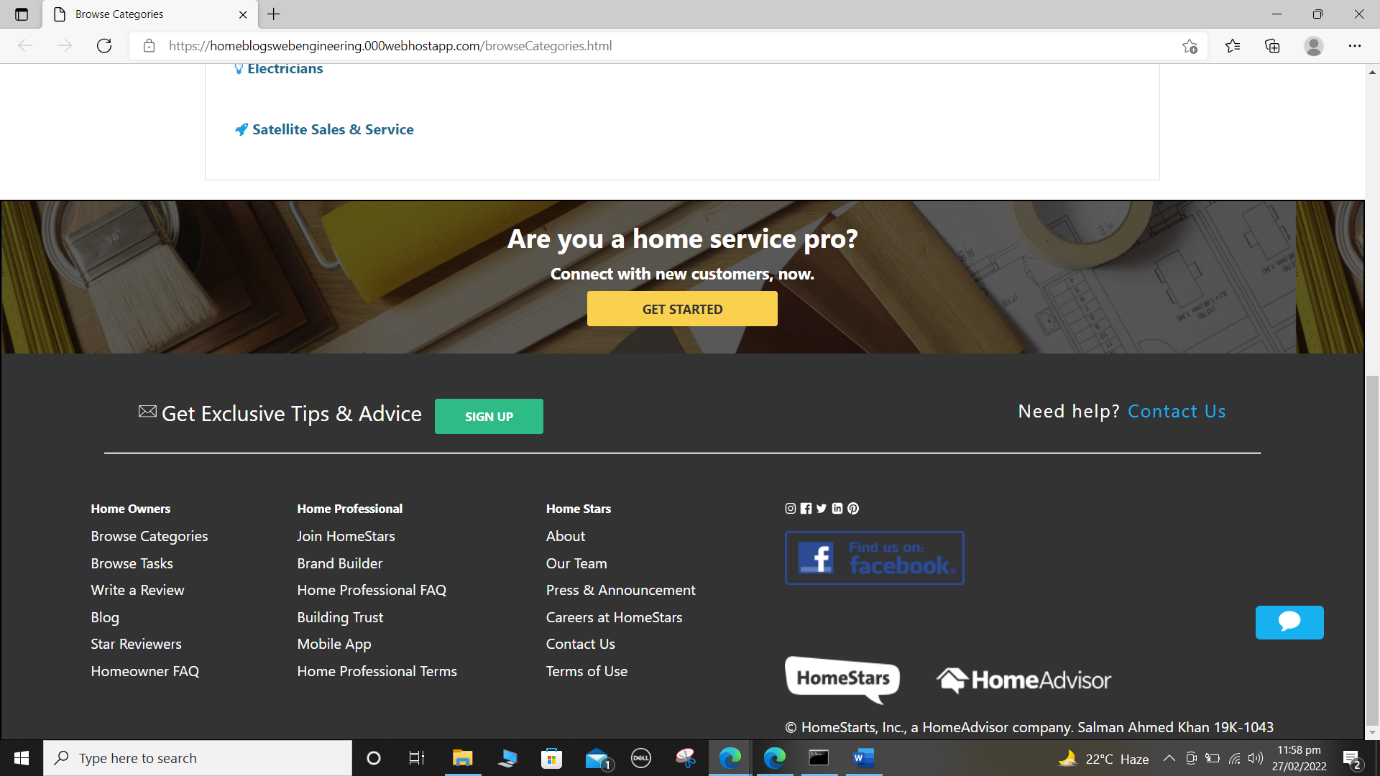 Browse Categories
https://homeblogswebengineering.000webhostapp.com/browseCategories.html
Electricians
Satellite Sales & Service
Are you a home service pro?
Connect with new customers, now.
GET STARTED
Get Exclusive Tips & Advice
SIGN UP
Need help? Contact Us
Home Owners
Browse Categories
Browse Tasks
Write a Review
Blog
Star Reviewers
Homeowner FAQ
Home Professional
Join HomeStars
Brand Builder
Home Professional FAQ
Building Trust
Mobile App
Home Professional Terms
Home Stars
About
Our Team
Press & Announcement
Careers at HomeStars
Contact Us
Terms of Use
Find us on:
facebook.
HomeStars
HomeAdvisor
© HomeStarts, Inc., a HomeAdvisor company. Salman Ahmed Khan 19K-1043
Type here to search
1
DELL
W
22°C Haze
11:58 pm
27/02/2022
2